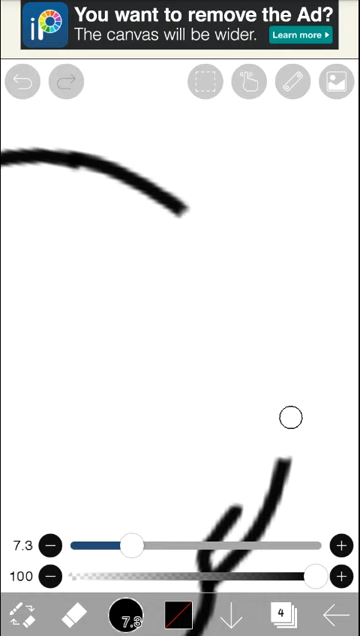 iP
You want to remove the Ad?
The canvas will be wider.
Learn more
7.3
100
7.3
4